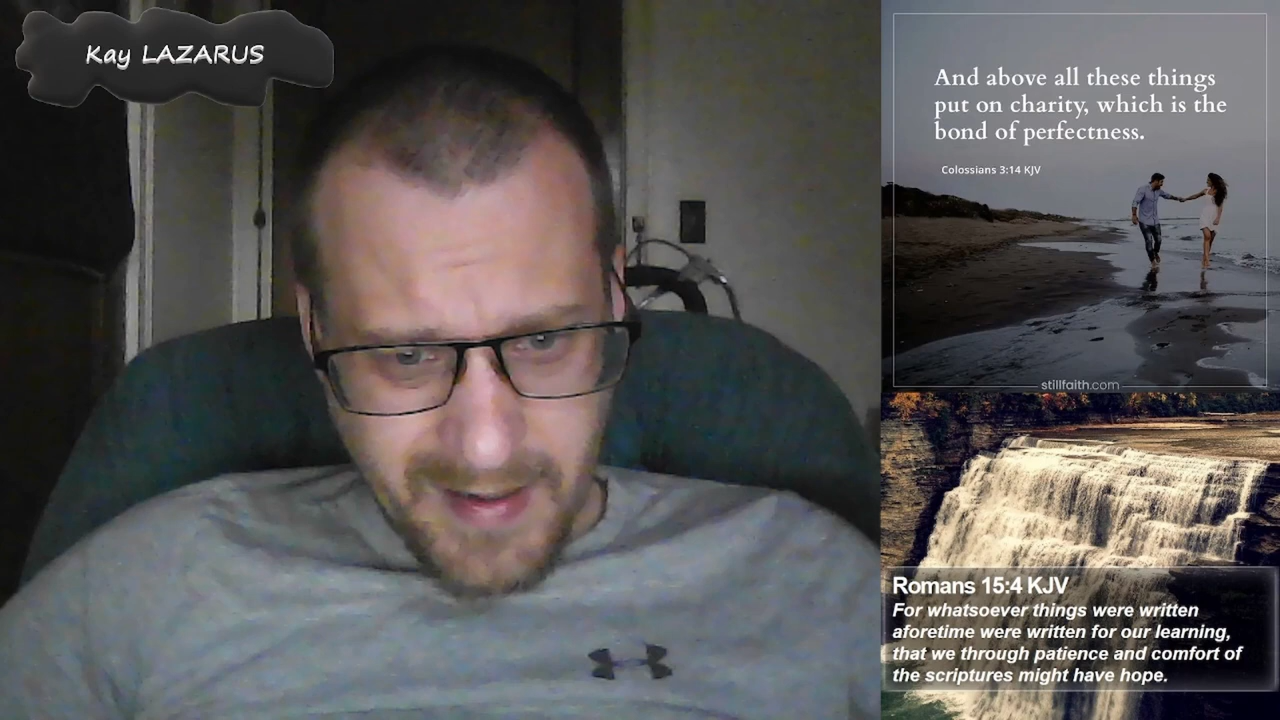 Kay LAZARUS
And above all these things
put on charity, which is the
bond of perfectness.
Colossians 3:14 KJV
stillfaith.com
Romans 15:4 KJV
For whatsoever things were written
aforetime were written for our learning,
that we through patience and comfort of
the scriptures might have hope.